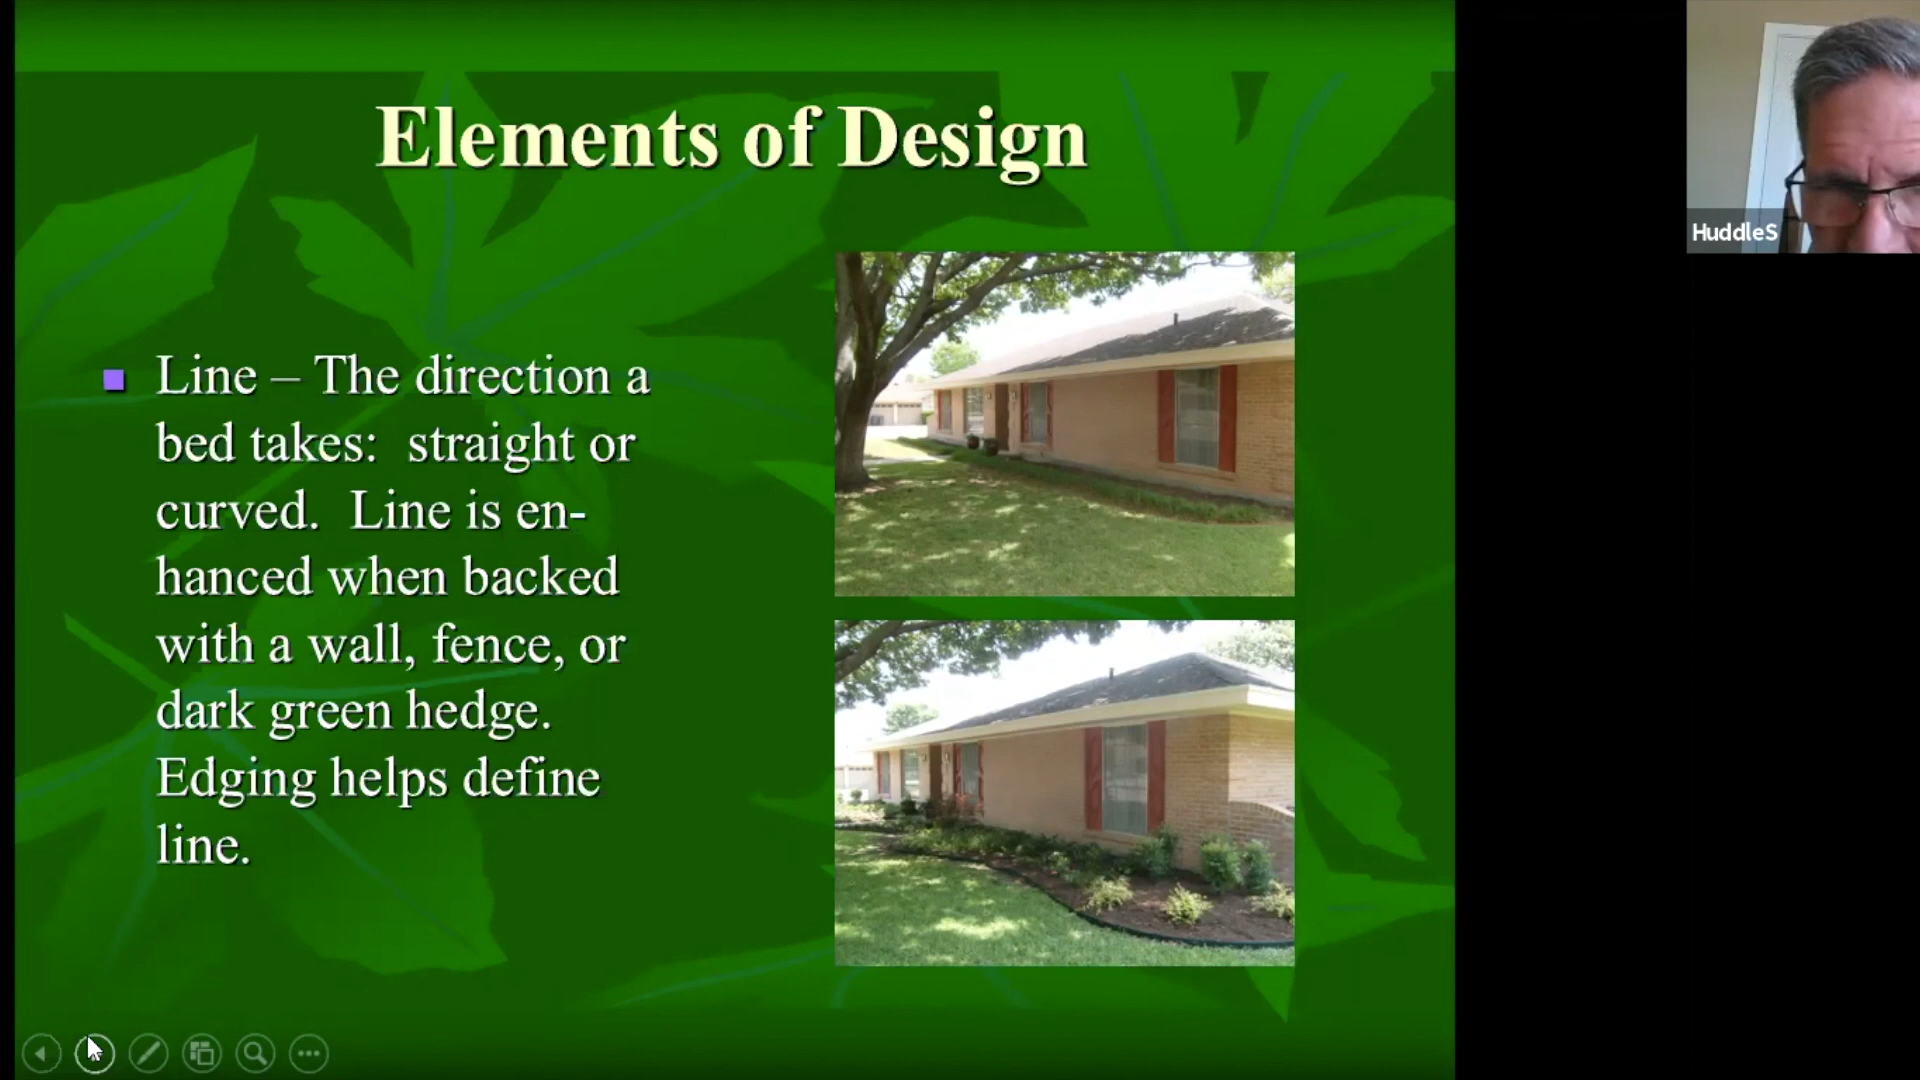 Elements of Design
Line – The direction a
bed takes:  straight or
curved.  Line is en-
hanced when backed
with a wall, fence, or
dark green hedge.
Edging helps define
line.
HuddleS